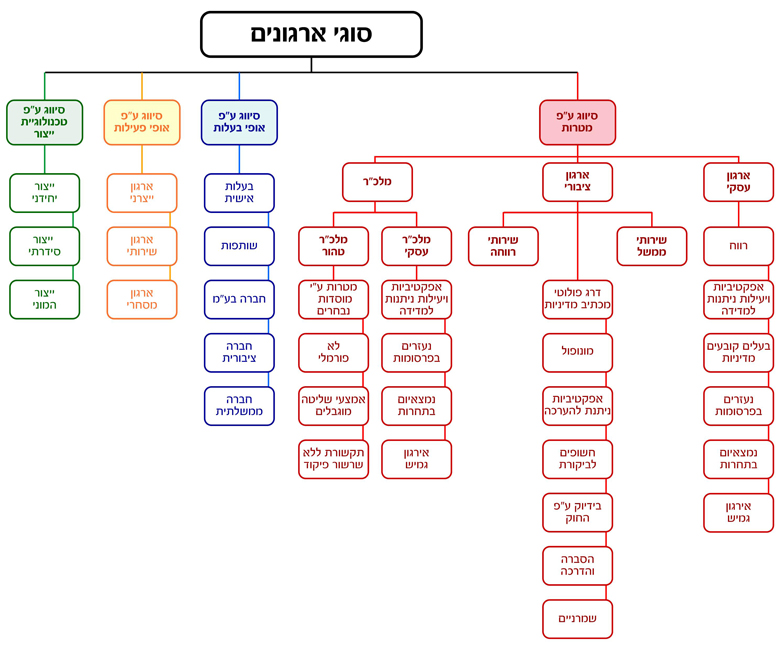 סוגי ארגונים
סיווג ע"פ
מטרות
ארגון
עסקי
רווח
אפקטיביות
ויעילות ניתנות
למדידה
בעלים קובעים
מדיניות
נעזרים
בפרסומות
נמצאיום
בתחרות
אירגון
גמיש
ארגון
ציבורי
שירותי
ממשל
שירותי
רווחה
דרג פולוטי
מכתיב מדיניות
מונופול
אפקטיביות
ניתנת להערכה
חשופים
לביקורת
בידיוק ע"פ
החוק
הסברה
והדרכה
שמרניים
מלכ"ר
מלכ"ר
עסקי
אפקטיביות
ויעילות ניתנות
למדידה
נעזרים
בפרסומות
נמצאיום
בתחרות
אירגון
גמיש
מלכ"ר
טהור
מטרות ע"י
מוסדות
נבחרים
לא
פורמלי
אמצעי שליטה
מוגבלים
תקשורת ללא
שרשור פיקוד
סיווג ע"פ
אופי בעלות
בעלות
אישית
שותפות
חברה בע"מ
חברה
ציבורית
חברה
ממשלתית
סיווג ע"פ
אופי פעילות
ארגון
ייצרני
ארגון
שירותי
ארגון
מסחרי
סיווג ע"פ
טכנולוגיית
ייצור
ייצור
יחידני
ייצור
סידרתי
ייצור
המוני